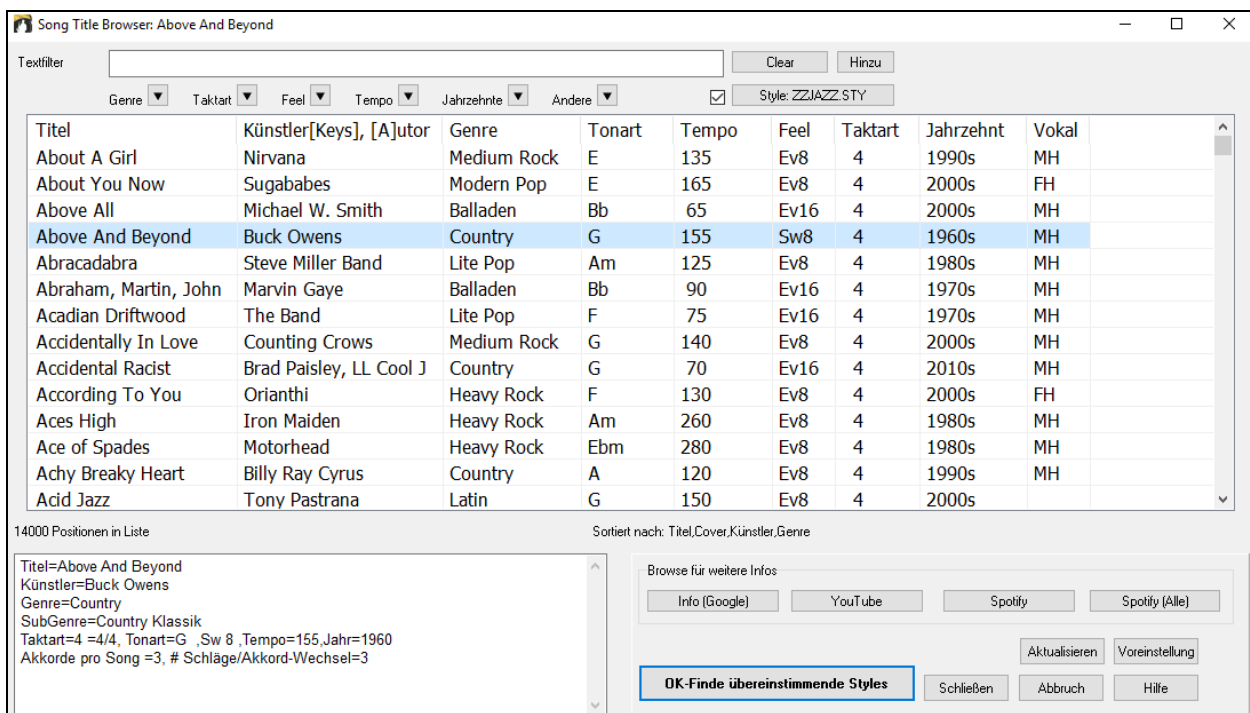 Song Title Browser: Above And Beyond
Textfilter Clear Hinzu
Genre Taktart Feel Tempo Jahrzehnte Andere Style: ZZJAZZ.STY
Titel Künstler[Keys], [A]utor Genre Tonart Tempo Feel Taktart Jahrzehnt Vokal
About A Girl Nirvana Medium Rock E 135 Ev8 4 1990s MH
About You Now Sugababes Modern Pop E 165 Ev8 4 2000s FH
Above All Michael W. Smith Balladen Bb 65 Ev16 4 2000s MH
Above And Beyond Buck Owens Country G 155 Sw8 4 1960s MH
Abracadabra Steve Miller Band Lite Pop Am 125 Ev8 4 1980s MH
Abraham, Martin, John Marvin Gaye Balladen Bb 90 Ev16 4 1970s MH
Acadian Driftwood The Band Lite Pop F 75 Ev16 4 1970s MH
Accidentally In Love Counting Crows Medium Rock G 140 Ev8 4 2000s MH
Accidental Racist Brad Paisley, LL Cool J Country G 70 Ev16 4 2010s MH
According To You Orianthi Heavy Rock F 130 Ev8 4 2000s FH
Aces High Iron Maiden Heavy Rock Am 260 Ev8 4 1980s MH
Ace of Spades Motorhead Heavy Rock Ebm 280 Ev8 4 1980s MH
Achy Breaky Heart Billy Ray Cyrus Country A 120 Ev8 4 1990s MH
Acid Jazz Tony Pastrana Latin G 150 Ev8 4 2000s
14000 Positionen in Liste Sortiert nach: Titel,Cover,Künstler,Genre
Titel=Above And Beyond
Künstler=Buck Owens
Genre=Country
SubGenre=Country Klassik
Taktart=4 =4/4, Tonart=G ,Sw 8 ,Tempo=155,Jahr=1960
Akkorde pro Song =3, # Schläge/Akkord-Wechsel=3
Browse für weitere Infos
Info (Google) YouTube Spotify Spotify (Alle)
Aktualisieren Voreinstellung
OK-Finde übereinstimmende Styles Schließen Abbruch Hilfe